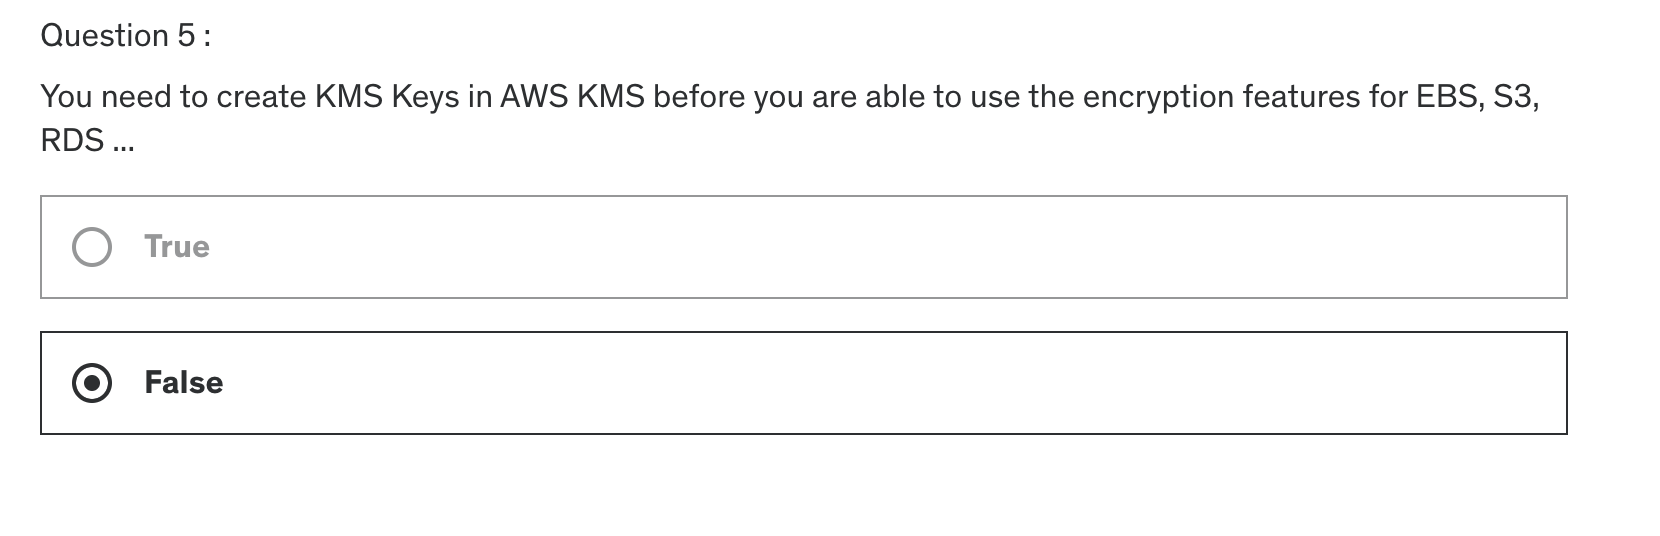 Question 5 :
You need to create KMS Keys in AWS KMS before you are able to use the encryption features for EBS, S3,
RDS ...
True
False